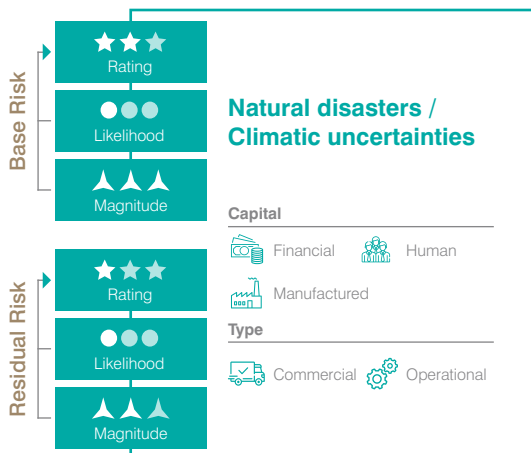 Base Risk
Rating
Likelihood
Magnitude
Natural disasters /
Climatic uncertainties
Capital
Financial
Human
Manufactured
Type
Commercial
Operational
Residual Risk
Rating
Likelihood
Magnitude